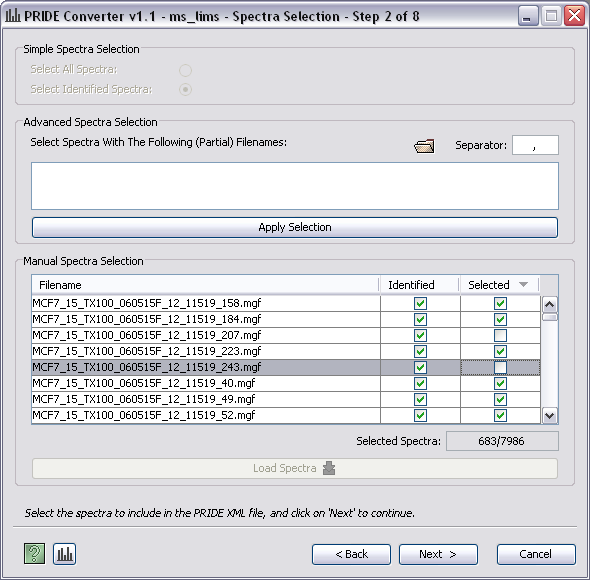 PRIDE Converter v1.1 - ms_lims - Spectra Selection - Step 2 of 8
Simple Spectra Selection
Select All Spectra:
Select Identified Spectra:
Advanced Spectra Selection
Select Spectra With The Following (Partial) Filenames:
Separator: ,
Apply Selection
Manual Spectra Selection
Filename Identified Selected
MCF7_15_TX100_060515F_12_11519_158.mgf
MCF7_15_TX100_060515F_12_11519_184.mgf
MCF7_15_TX100_060515F_12_11519_207.mgf
MCF7_15_TX100_060515F_12_11519_223.mgf
MCF7_15_TX100_060515F_12_11519_243.mgf
MCF7_15_TX100_060515F_12_11519_40.mgf
MCF7_15_TX100_060515F_12_11519_49.mgf
MCF7_15_TX100_060515F_12_11519_52.mgf
Selected Spectra: 683/7986
Load Spectra
Select the spectra to include in the PRIDE XML file, and click on 'Next' to continue.
? < Back Next > Cancel